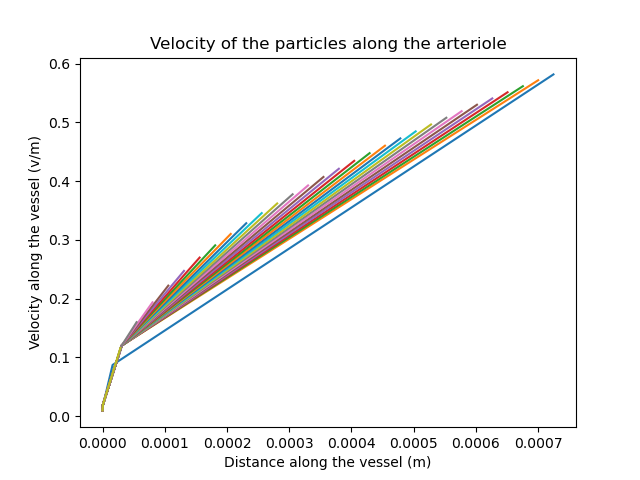 Velocity of the particles along the arteriole
Velocity along the vessel (v/m)
0.6
0.5
0.4
0.3
0.2
0.1
0.0
0.0000 0.0001 0.0002 0.0003 0.0004 0.0005 0.0006 0.0007
Distance along the vessel (m)